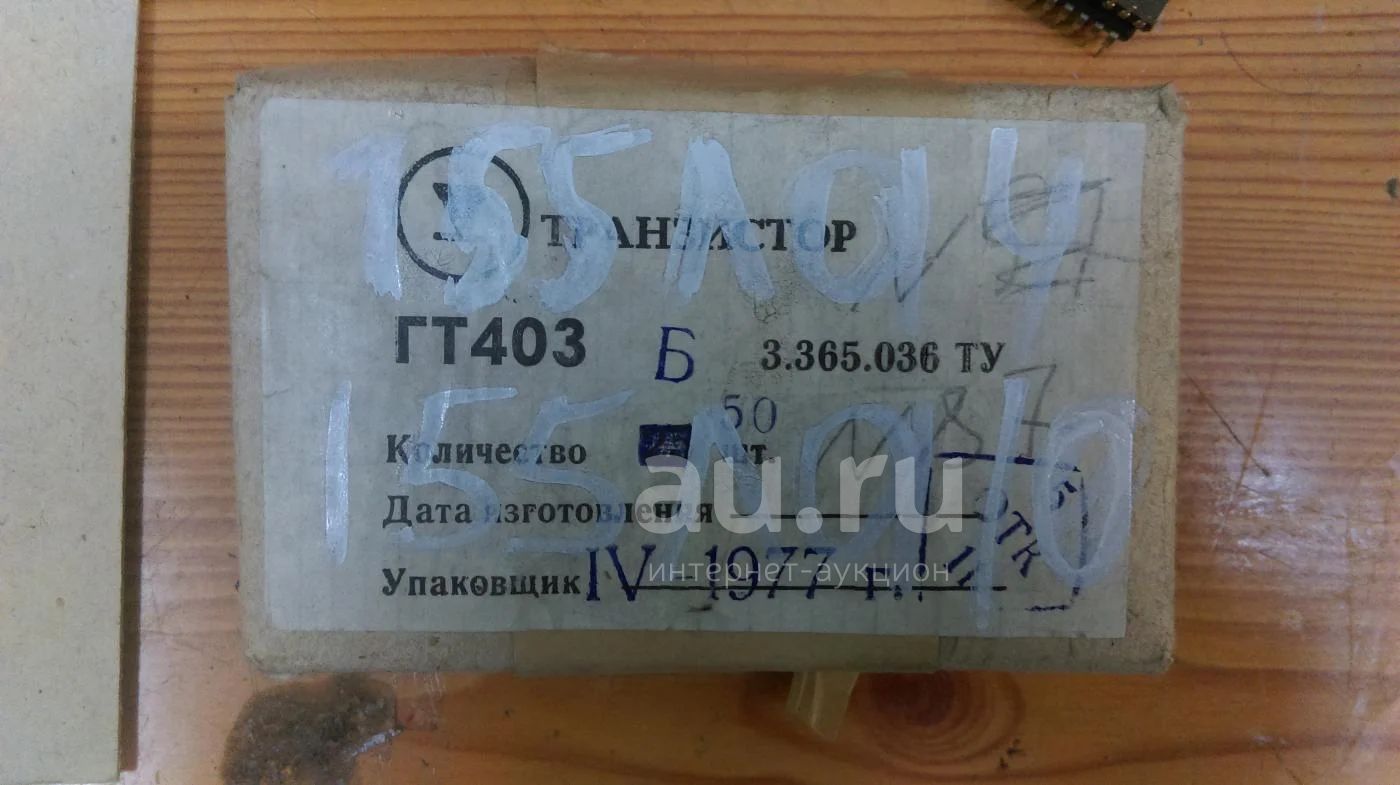 155ЛА4
ТРАНЗИСТОР
ГТ403 Б 3.365.036 ТУ
50
Количество шт.
155ЛА10
Дата изготовления
IV-1977 г.
Упаковщик
ОТК
au.ru
интернет-аукцион